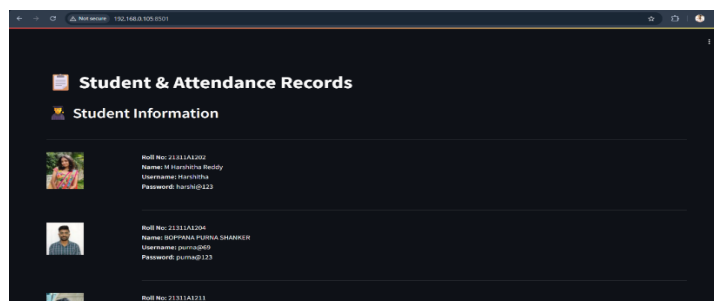 Not secure 192.168.0.105:8501
Student & Attendance Records
Student Information
Roll No: 21311A1202
Name: M Harshitha Reddy
Username: Harshitha
Password: harshi@123
Roll No: 21311A1204
Name: BOPPANA PURNA SHANKER
Username: purna@69
Password: purna@123
Roll No: 21311A1211